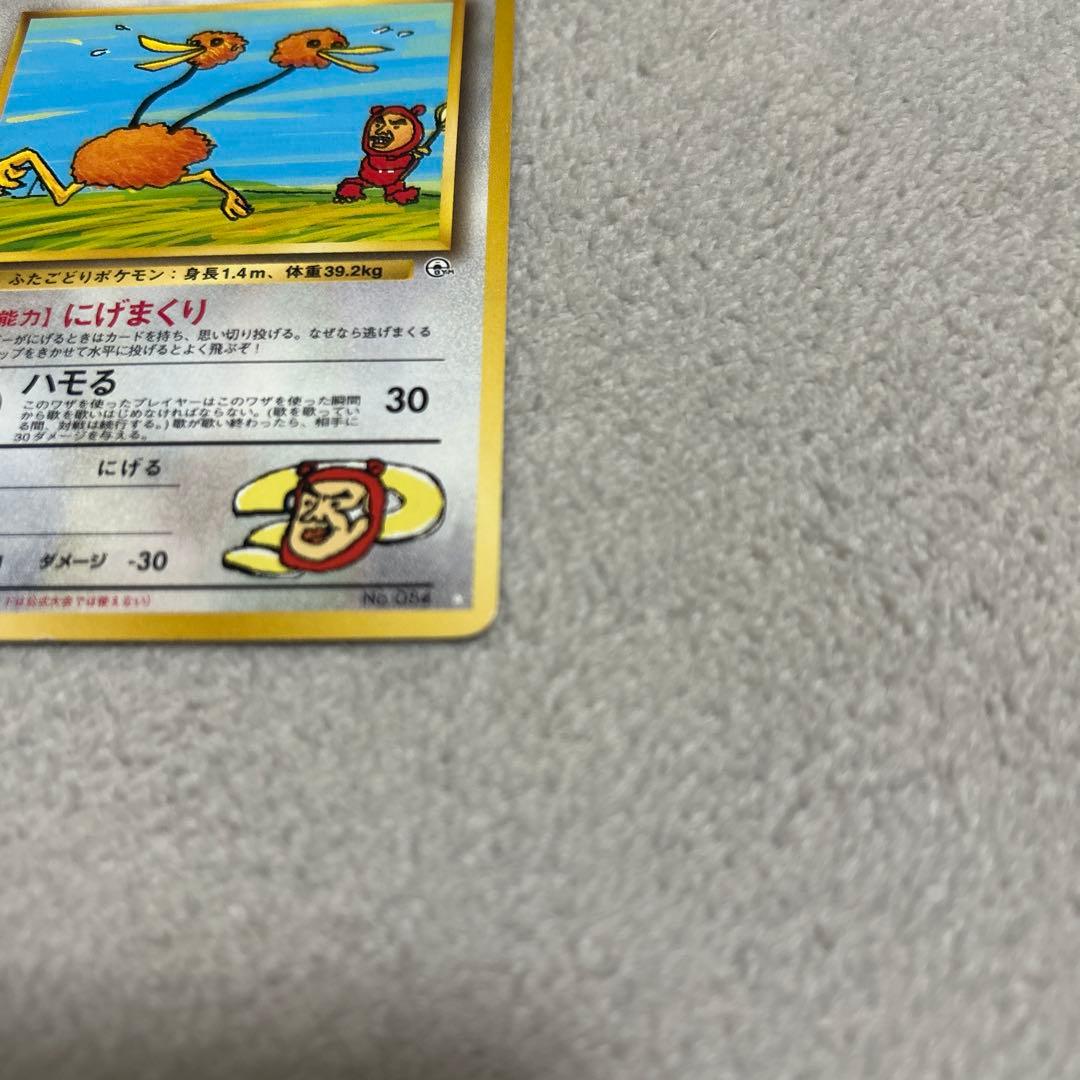 ふたごどりポケモン：身長1.4m、体重39.2kg
GYM
能力】にげまくり
ーがにげるときはカードを持ち、思い切り投げる。なぜなら逃げまくる
ップをきかせて水平に投げるとよく飛ぶぞ！
ハモる 30
このワザを使ったプレイヤーはこのワザを使った瞬間
から歌を歌いはじめなければならない。(歌を歌ってい
る間、対戦は続行する。)歌が歌い終わったら、相手に
30ダメージを与える。
にげる
ダメージ -30
ドは公式大会では使えない)
No.084